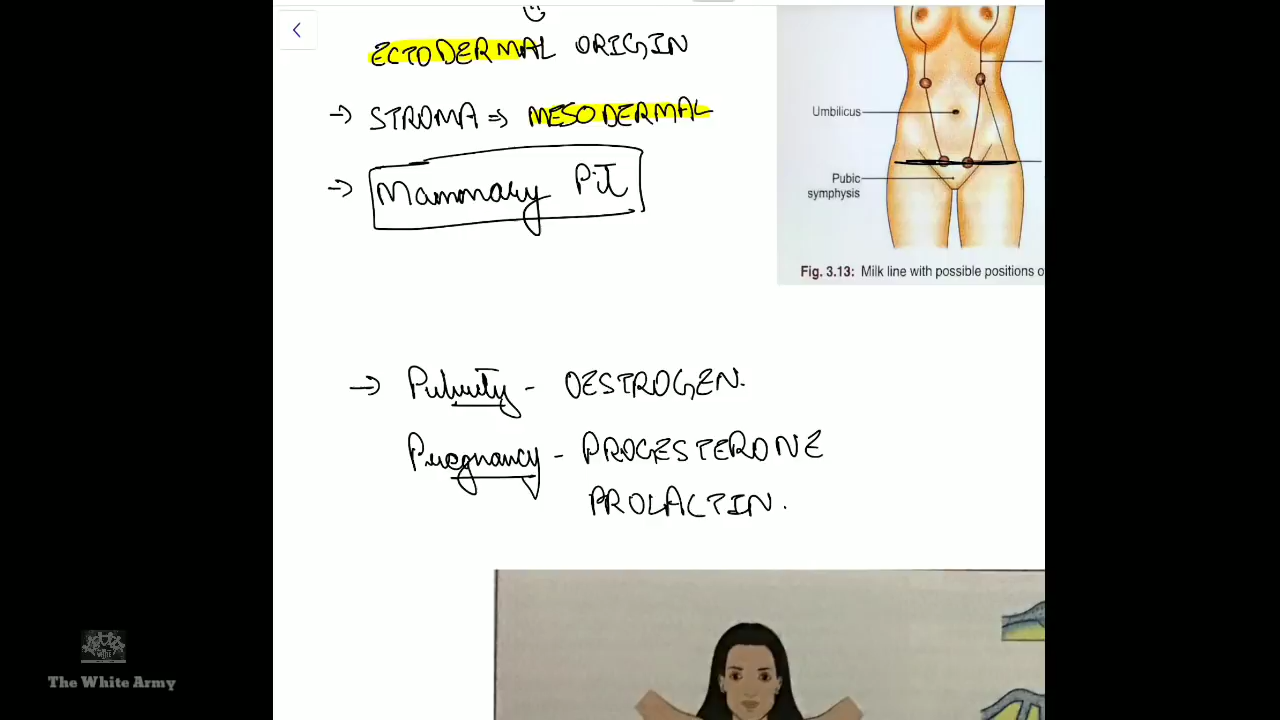 ECTODERMAL ORIGIN
→ STROMA ⇒ MESODERMAL
→ Mammary Pit
Umbilicus
Pubic
symphysis
Fig. 3.13: Milk line with possible positions o
→ Puberty - OESTROGEN.
Pregnancy - PROGESTERONE
PROLACTIN.
The White Army